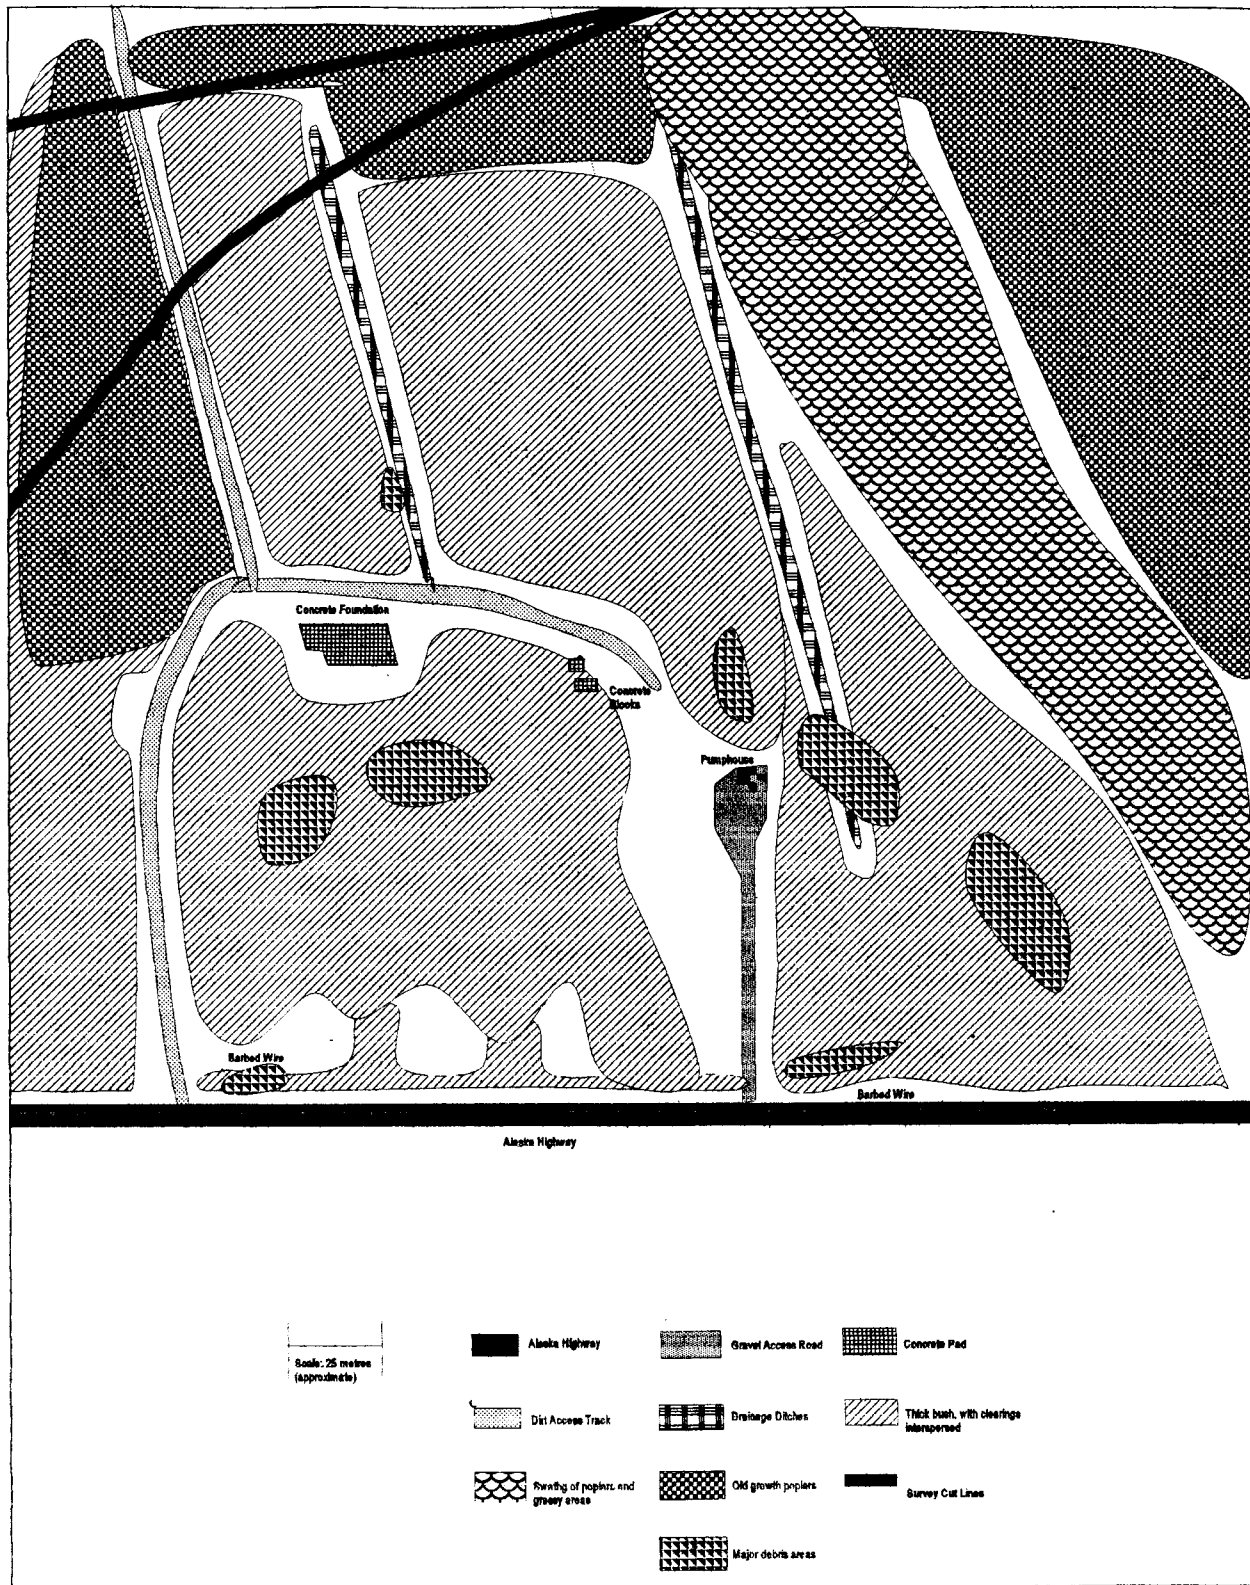 Concrete Foundation
Concrete
Blocks
Pumphouse
Barbed Wire
Barbed Wire
Alaska Highway
Scale: 25 metres
(approximate)
Alaska Highway
Gravel Access Road
Concrete Pad
Dirt Access Track
Drainage Ditches
Thick bush, with clearings
interspersed
Swathg of poplars and
grassy areas
Old growth poplars
Survey Cut Lines
Major debris areas